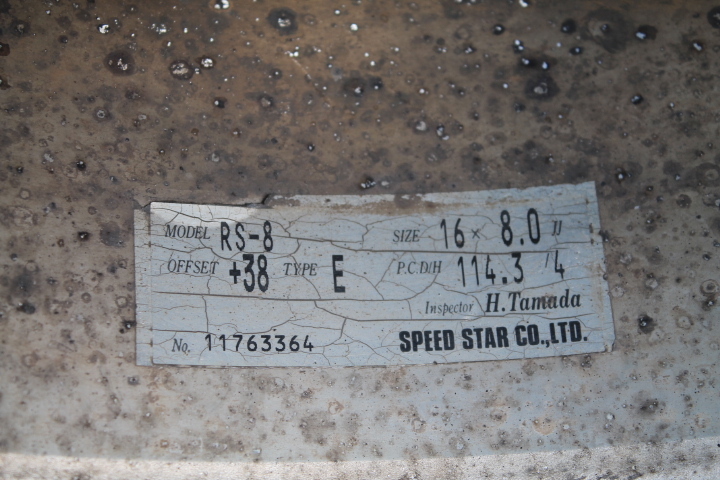 MODEL RS-8 SIZE 16 × 8.0 JJ
OFFSET +38 TYPE E P.C.D/H 114.3 / 4
Inspector H.Tamada
No. 11763364 SPEED STAR CO.,LTD.